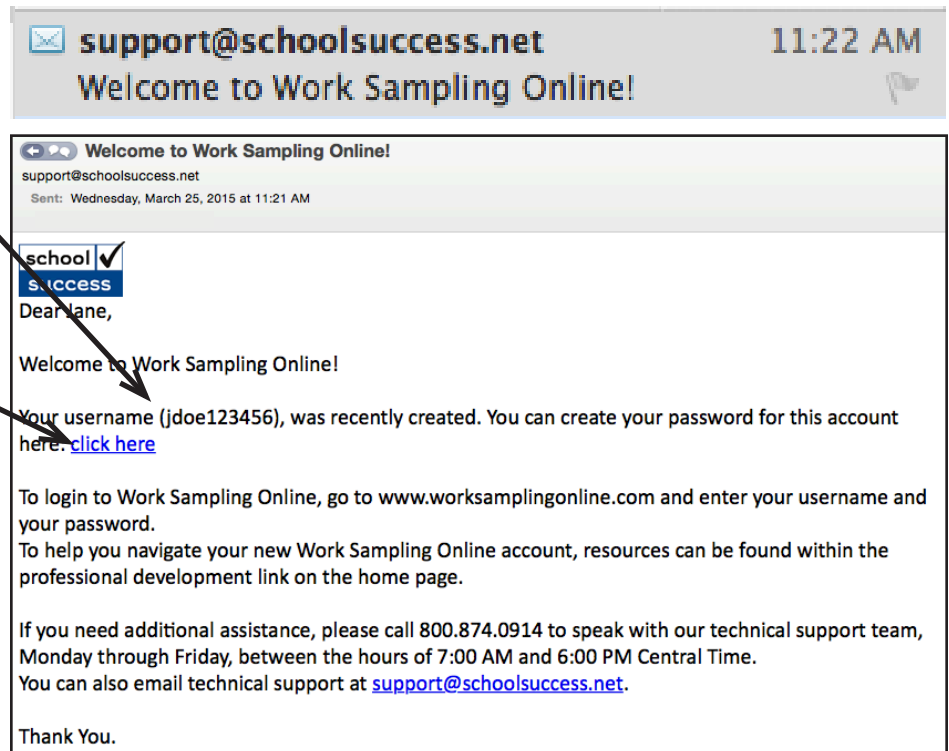 support@schoolsuccess.net 11:22 AM
Welcome to Work Sampling Online!
Welcome to Work Sampling Online!
support@schoolsuccess.net
Sent: Wednesday, March 25, 2015 at 11:21 AM
school
success
Dear Jane,
Welcome to Work Sampling Online!
Your username (jdoe123456), was recently created. You can create your password for this account
here: click here
To login to Work Sampling Online, go to www.worksamplingonline.com and enter your username and
your password.
To help you navigate your new Work Sampling Online account, resources can be found within the
professional development link on the home page.
If you need additional assistance, please call 800.874.0914 to speak with our technical support team,
Monday through Friday, between the hours of 7:00 AM and 6:00 PM Central Time.
You can also email technical support at support@schoolsuccess.net.
Thank You.